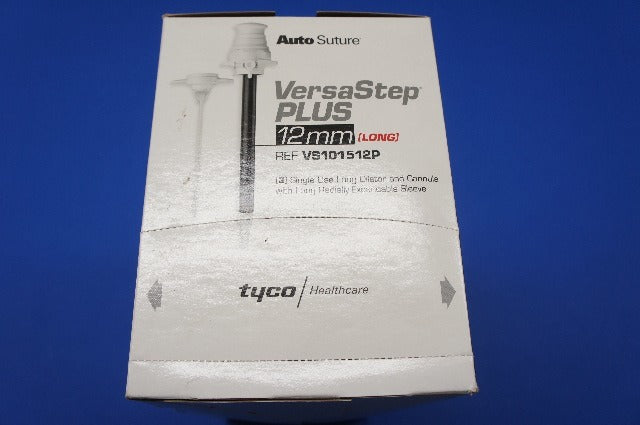 Auto Suture
VersaStep®
PLUS
12mm [LONG]
REF VS101512P
(3) Single Use Long Dilator and Cannula
with Long Radially Expandable Sleeve
tyco / Healthcare